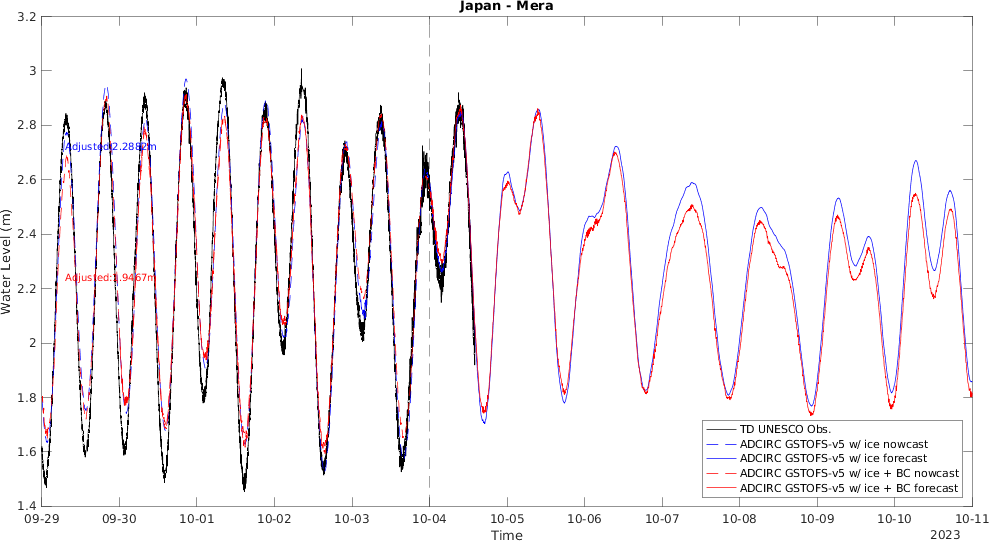 Japan - Mera
3.2
3
2.8
2.6
2.4
2.2
2
1.8
1.6
1.4
Water Level (m)
Adjusted:2.2882m
Adjusted:1.9467m
TD UNESCO Obs.
ADCIRC GSTOFS-v5 w/ ice nowcast
ADCIRC GSTOFS-v5 w/ ice forecast
ADCIRC GSTOFS-v5 w/ ice + BC nowcast
ADCIRC GSTOFS-v5 w/ ice + BC forecast
09-29 09-30 10-01 10-02 10-03 10-04 10-05 10-06 10-07 10-08 10-09 10-10 10-11
Time
2023